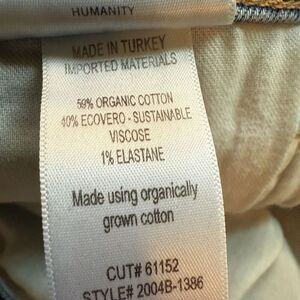 HUMANITY
MADE IN TURKEY
IMPORTED MATERIALS
59% ORGANIC COTTON
40% ECOVERO - SUSTAINABLE
VISCOSE
1% ELASTANE
Made using organically
grown cotton
CUT# 61152
STYLE# 2004B-1386